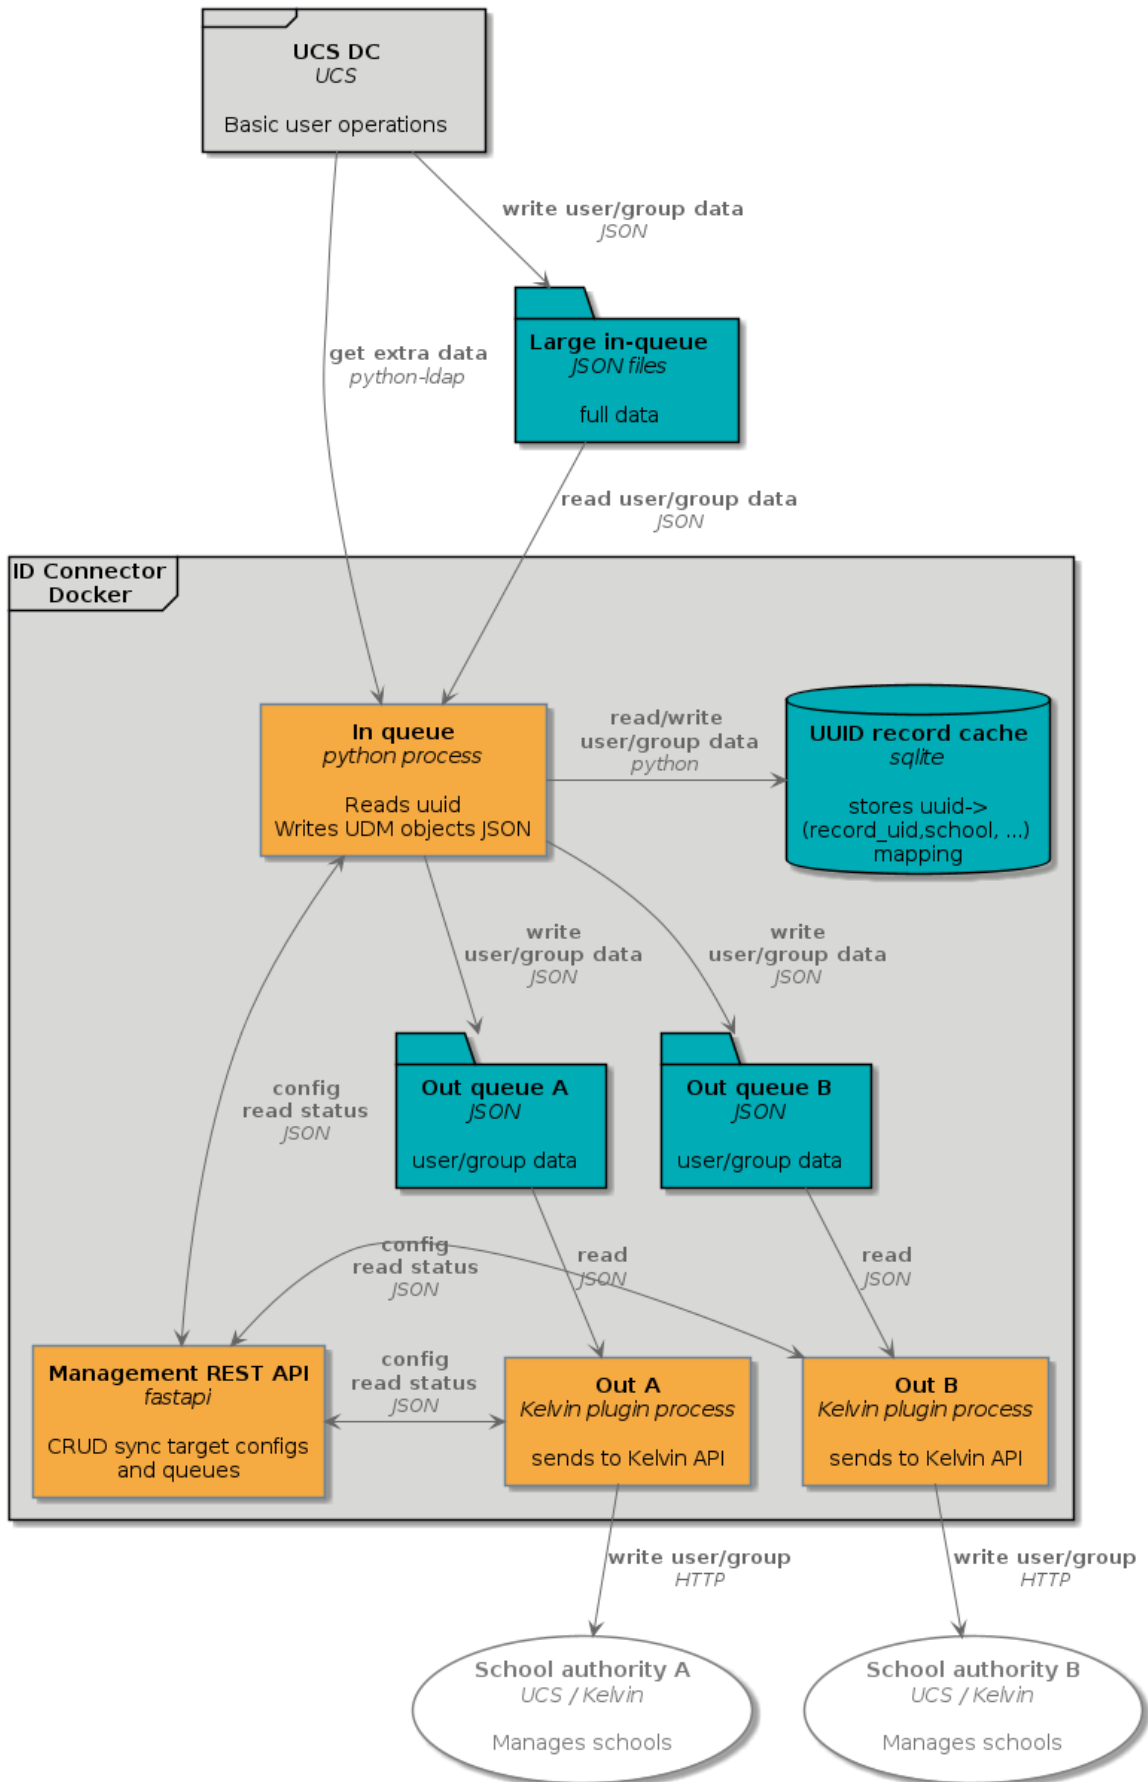 UCS DC
UCS
Basic user operations
write user/group data
JSON
get extra data
python-ldap
Large in-queue
JSON files
full data
read user/group data
JSON
ID Connector
Docker
In queue
python process
Reads uuid
Writes UDM objects JSON
read/write
user/group data
python
UUID record cache
sqlite
stores uuid->
(record_uid,school, ...)
mapping
write
user/group data
JSON
write
user/group data
JSON
config
read status
JSON
Out queue A
JSON
user/group data
Out queue B
JSON
user/group data
config
read status
JSON
read
JSON
read
JSON
Management REST API
fastapi
CRUD sync target configs
and queues
config
read status
JSON
Out A
Kelvin plugin process
sends to Kelvin API
Out B
Kelvin plugin process
sends to Kelvin API
write user/group
HTTP
write user/group
HTTP
School authority A
UCS / Kelvin
Manages schools
School authority B
UCS / Kelvin
Manages schools